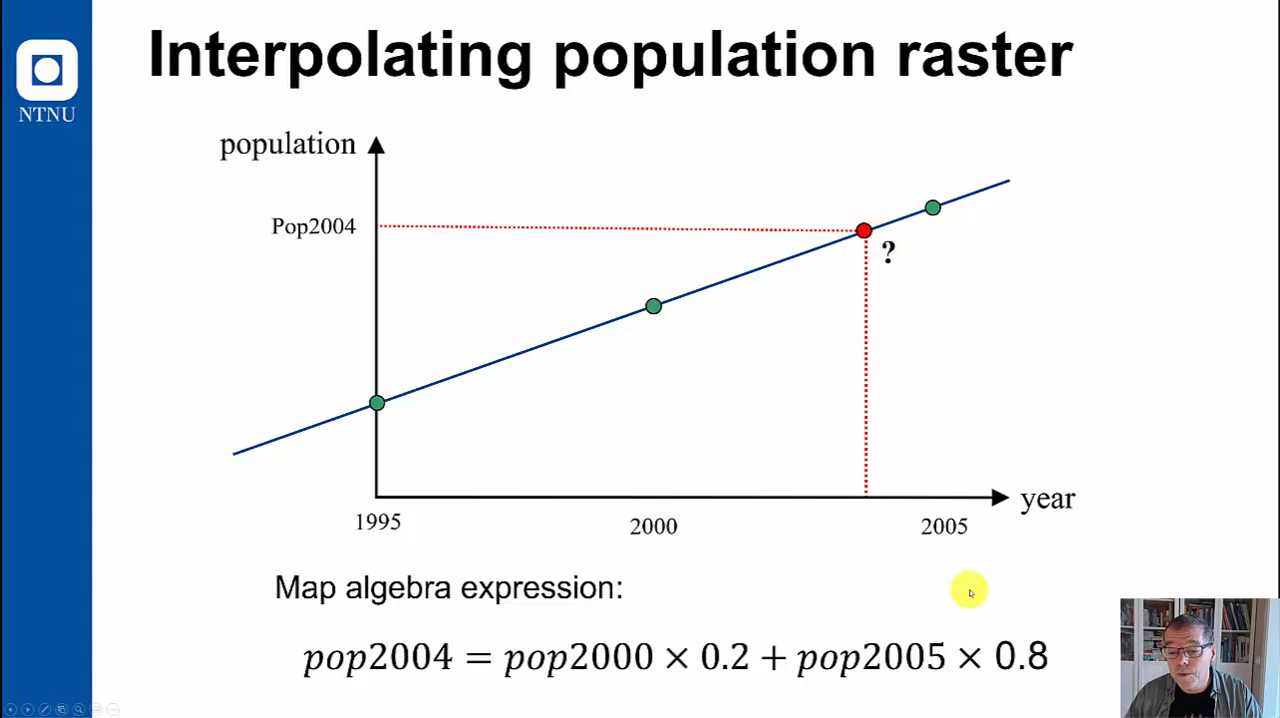 Interpolating population raster
NTNU
population
Pop2004
?
year
1995
2000
2005
Map algebra expression:
pop2004 = pop2000 × 0.2 + pop2005 × 0.8